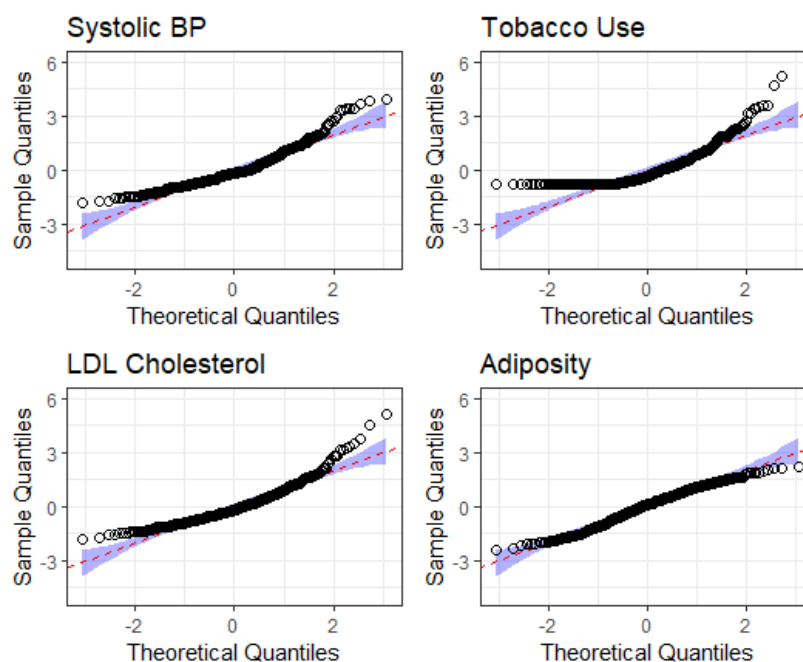 Systolic BP
6
3
0
-3
Sample Quantiles
-2
0
2
Theoretical Quantiles
Tobacco Use
6
3
0
-3
Sample Quantiles
-2
0
2
Theoretical Quantiles
LDL Cholesterol
6
3
0
-3
Sample Quantiles
-2
0
2
Theoretical Quantiles
Adiposity
6
3
0
-3
Sample Quantiles
-2
0
2
Theoretical Quantiles